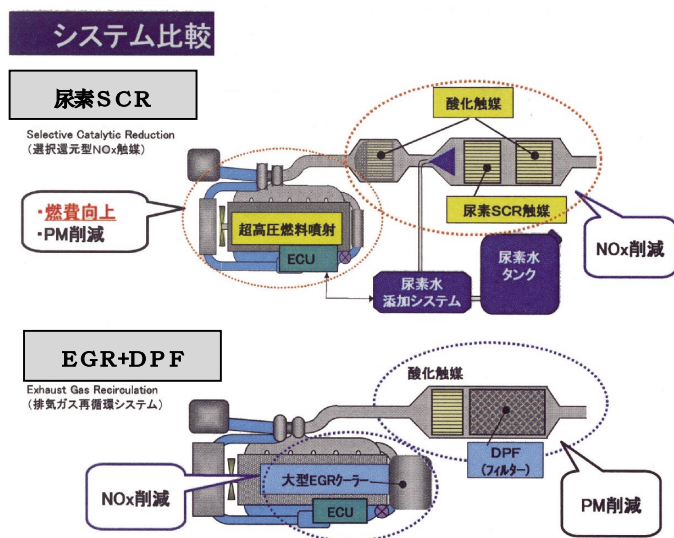 システム比較
尿素SCR
Selective Catalytic Reduction
(選択還元型NOx触媒)
酸化触媒
・燃費向上
・PM削減
超高圧燃料噴射
ECU
尿素SCR触媒
NOx削減
尿素水
タンク
尿素水
添加システム
EGR+DPF
Exhaust Gas Recirculation
(排気ガス再循環システム)
酸化触媒
DPF
(フィルター)
NOx削減
大型EGRクーラー
ECU
PM削減